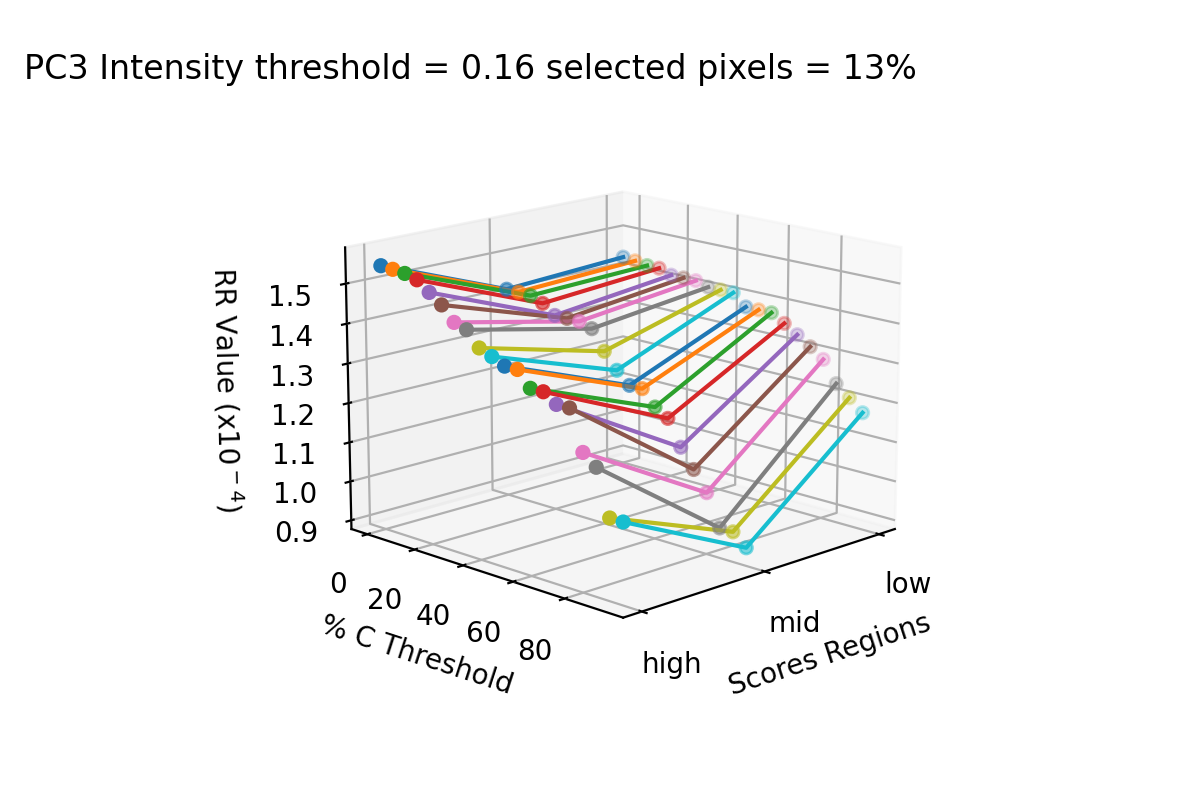 PC3 Intensity threshold = 0.16 selected pixels = 13%
RR Value (x10⁻⁴)
1.5
1.4
1.3
1.2
1.1
1.0
0.9
0
20
40
60
80
% C Threshold
high
mid
low
Scores Regions